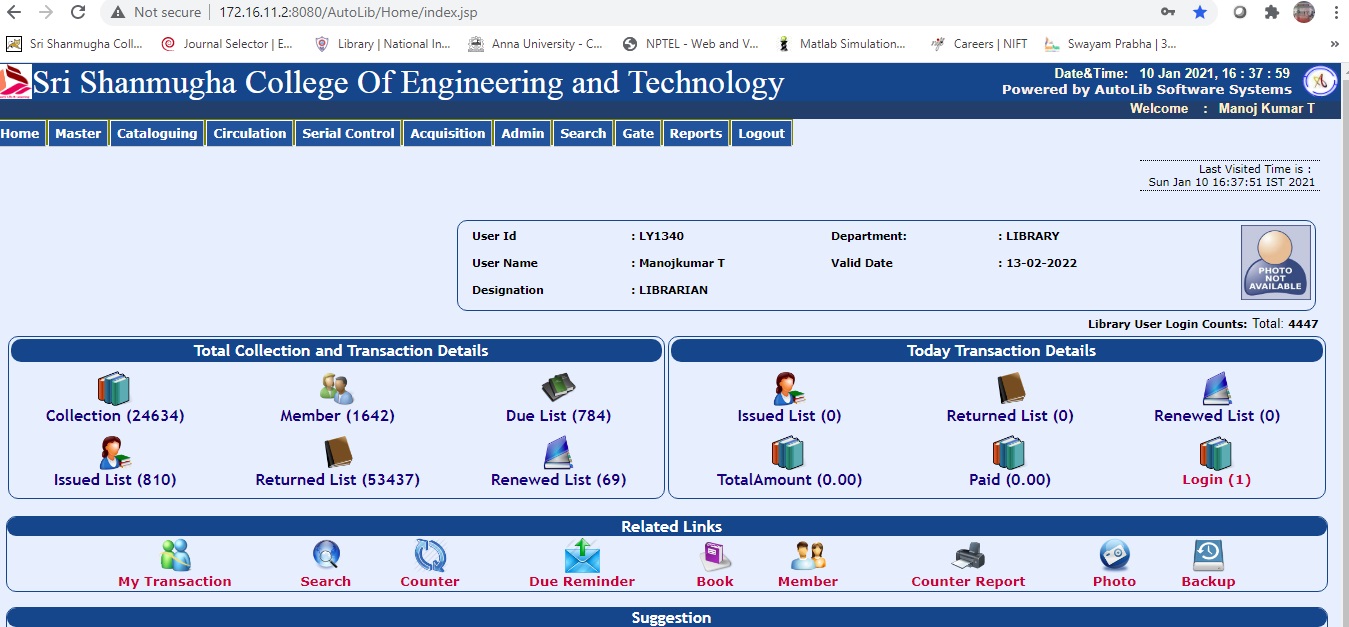 Not secure | 172.16.11.2:8080/AutoLib/Home/index.jsp
Sri Shanmugha Coll... Journal Selector | E... Library | National In... Anna University - C... NPTEL - Web and V... Matlab Simulation... Careers | NIFT Swayam Prabha | 3... »
Sri Shanmugha College Of Engineering and Technology
Date&Time: 10 Jan 2021, 16 : 37 : 59
Powered by AutoLib Software Systems
Welcome : Manoj Kumar T
Home Master Cataloguing Circulation Serial Control Acquisition Admin Search Gate Reports Logout
Last Visited Time is :
Sun Jan 10 16:37:51 IST 2021
User Id : LY1340 Department: : LIBRARY
User Name : Manojkumar T Valid Date : 13-02-2022
Designation : LIBRARIAN
PHOTO
NOT
AVAILABLE
Library User Login Counts: Total: 4447
Total Collection and Transaction Details
Collection (24634) Member (1642) Due List (784)
Issued List (810) Returned List (53437) Renewed List (69)
Today Transaction Details
Issued List (0) Returned List (0) Renewed List (0)
TotalAmount (0.00) Paid (0.00) Login (1)
Related Links
My Transaction Search Counter Due Reminder Book Member Counter Report Photo Backup
Suggestion